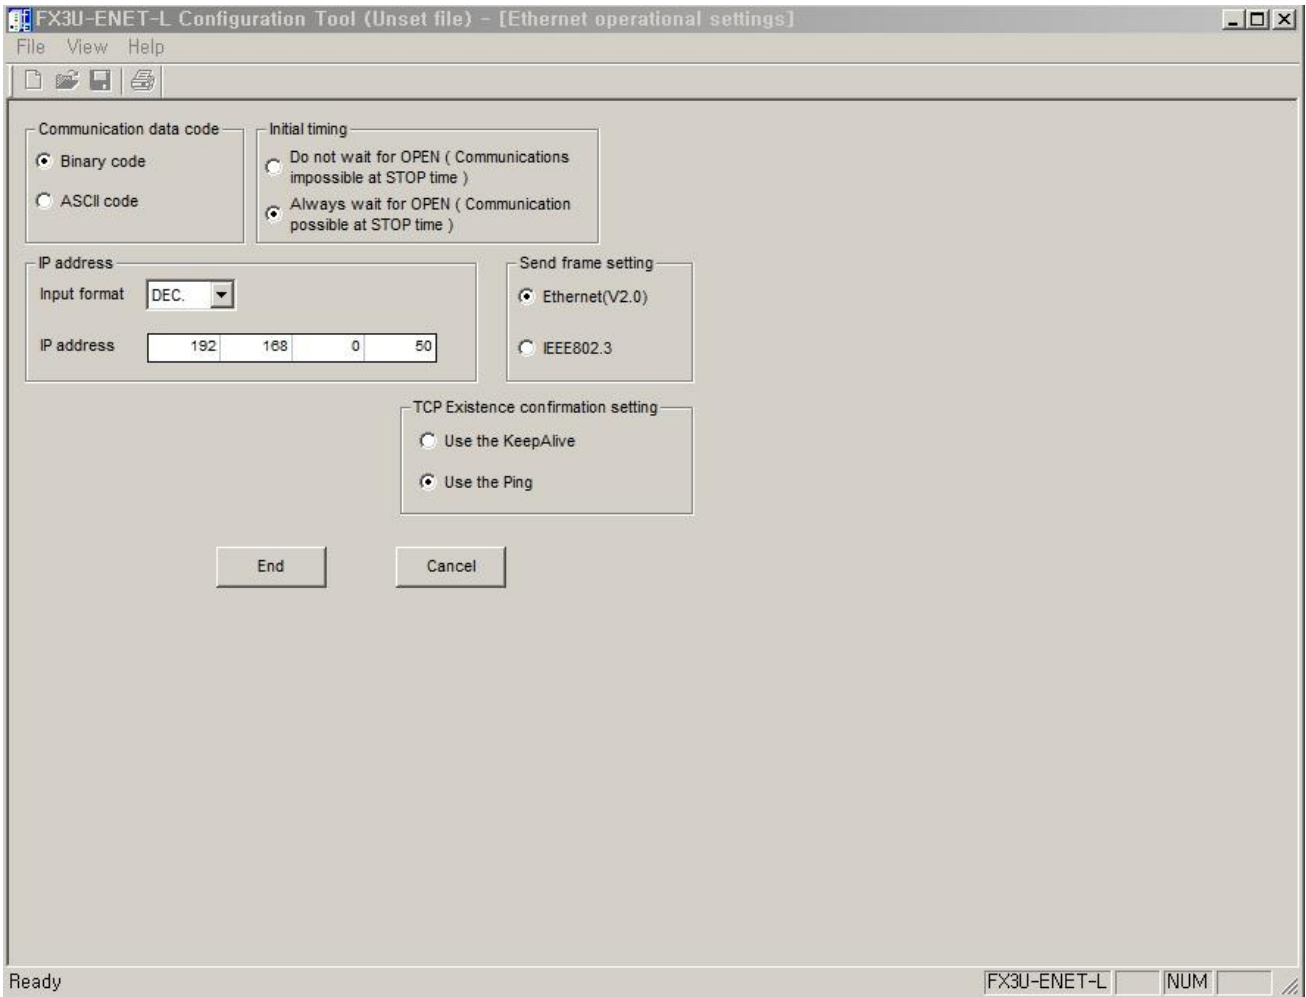 FX3U-ENET-L Configuration Tool (Unset file) - [Ethernet operational settings]
File View Help
Communication data code
Binary code
ASCII code
Initial timing
Do not wait for OPEN ( Communications
impossible at STOP time )
Always wait for OPEN ( Communication
possible at STOP time )
IP address
Input format DEC.
IP address 192 168 0 50
Send frame setting
Ethernet(V2.0)
IEEE802.3
TCP Existence confirmation setting
Use the KeepAlive
Use the Ping
End Cancel
Ready FX3U-ENET-L NUM